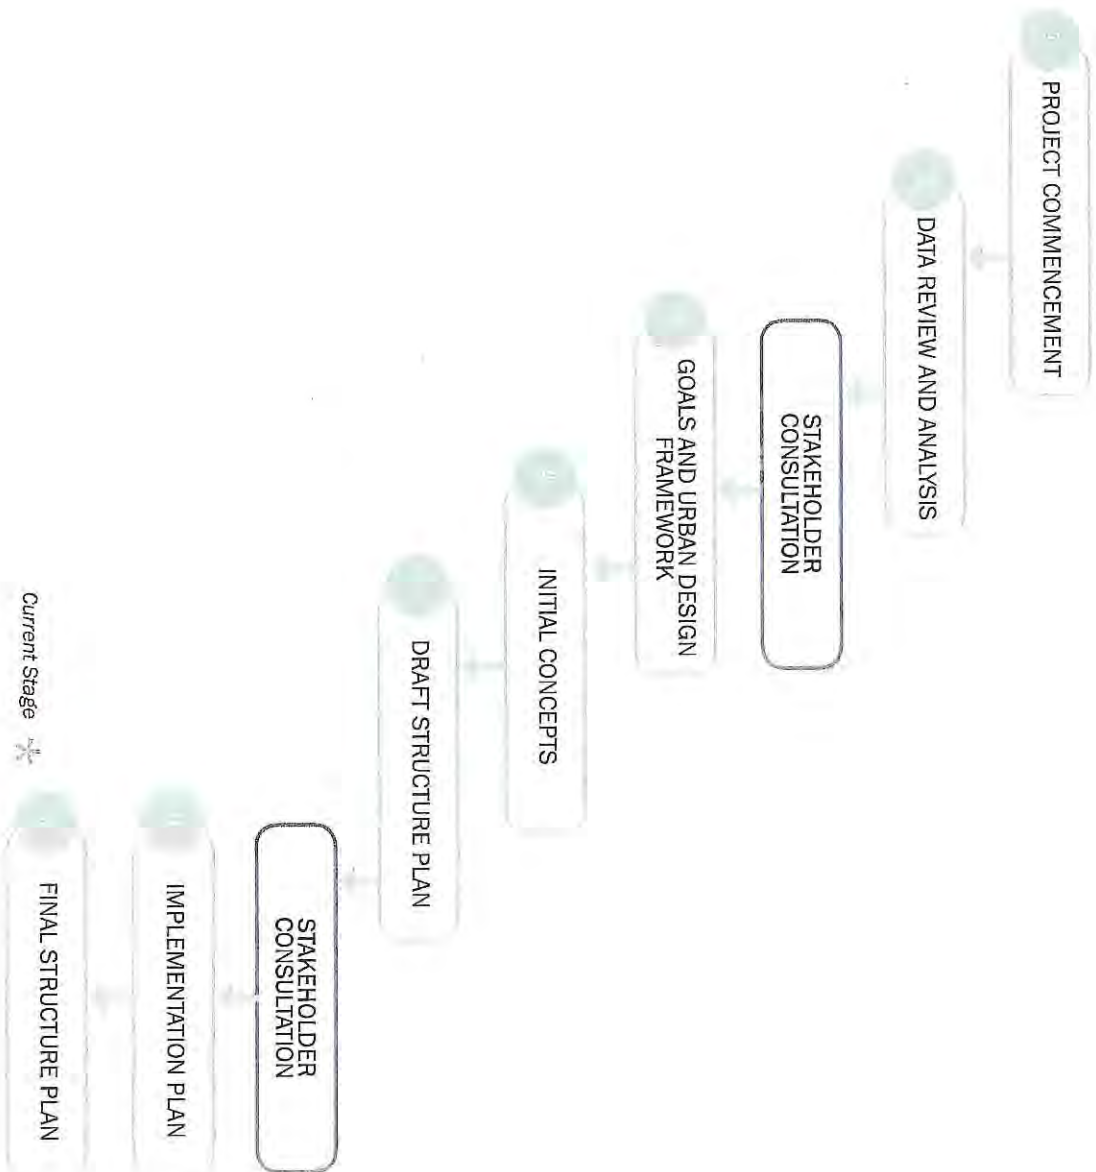 PROJECT COMMENCEMENT
DATA REVIEW AND ANALYSIS
STAKEHOLDER
CONSULTATION
GOALS AND URBAN DESIGN
FRAMEWORK
INITIAL CONCEPTS
DRAFT STRUCTURE PLAN
STAKEHOLDER
CONSULTATION
IMPLEMENTATION PLAN
Current Stage
FINAL STRUCTURE PLAN